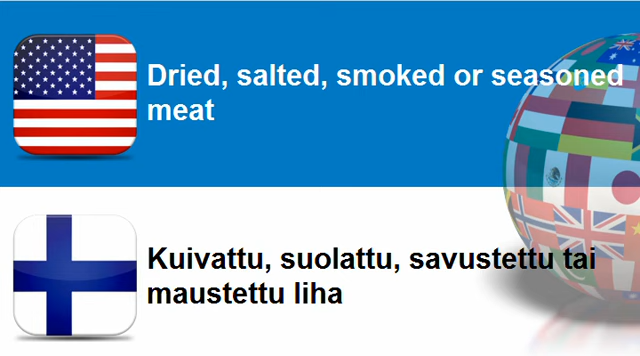 Dried, salted, smoked or seasoned
meat
Kuivattu, suolattu, savustettu tai
maustettu liha